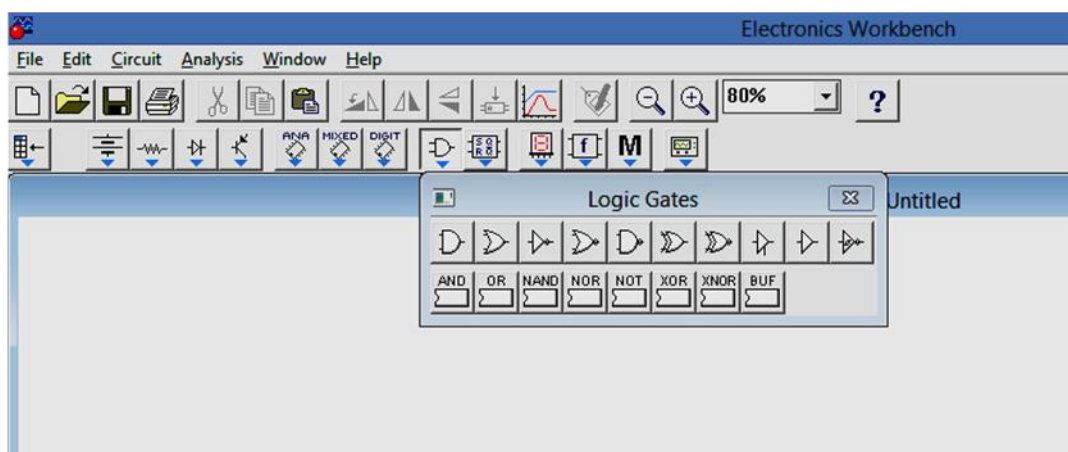 Electronics Workbench
File Edit Circuit Analysis Window Help
80% ?
ANA MIXED DIGIT f M
Logic Gates
Untitled
AND OR NAND NOR NOT XOR XNOR BUF